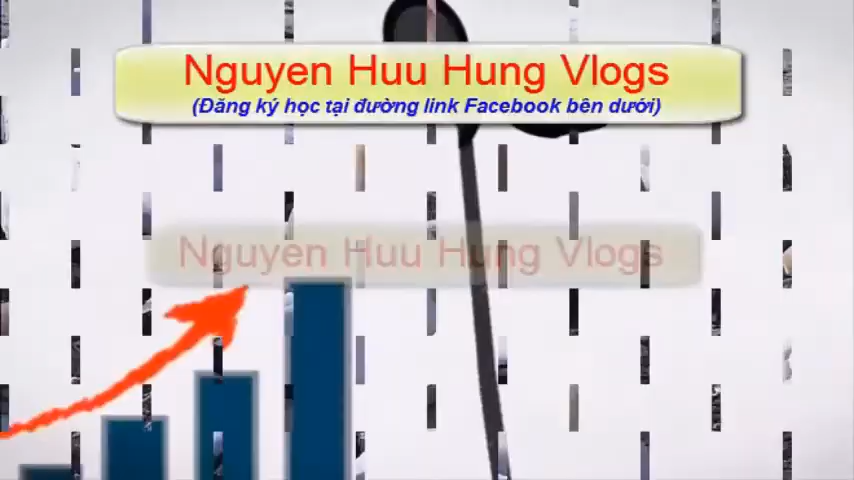 Nguyen Huu Hung Vlogs
(Đăng ký học tại đường link Facebook bên dưới)
Nguyen Huu Hung Vlogs